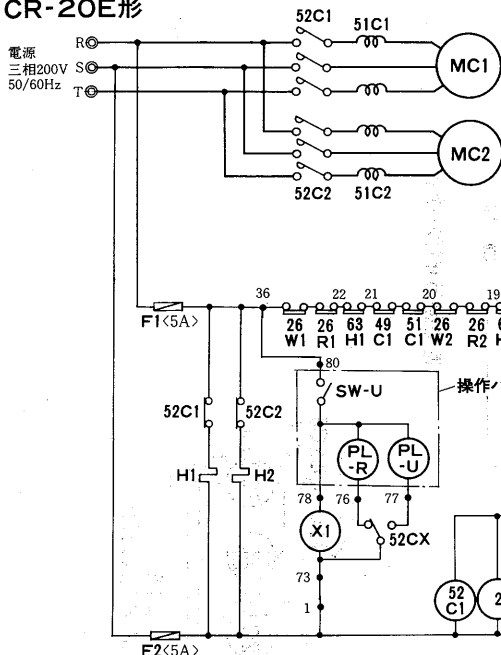 CR-20E形
電源
三相200V
50/60Hz
R
S
T
52C1
51C1
MC1
MC2
52C2
51C2
36
22
21
20
19
F1<5A>
26 W1
26 R1
63 H1
49 C1
51 C1
26 W2
26 R2
6 H
80
SW-U
操作パ
52C1
52C2
PL -R
PL -U
H1
H2
78
76
77
X1
52CX
73
1
52 C1
2
F2<5A>